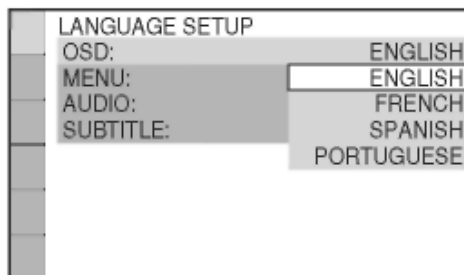 LANGUAGE SETUP
OSD: ENGLISH
MENU: ENGLISH
AUDIO: FRENCH
SUBTITLE: SPANISH
PORTUGUESE